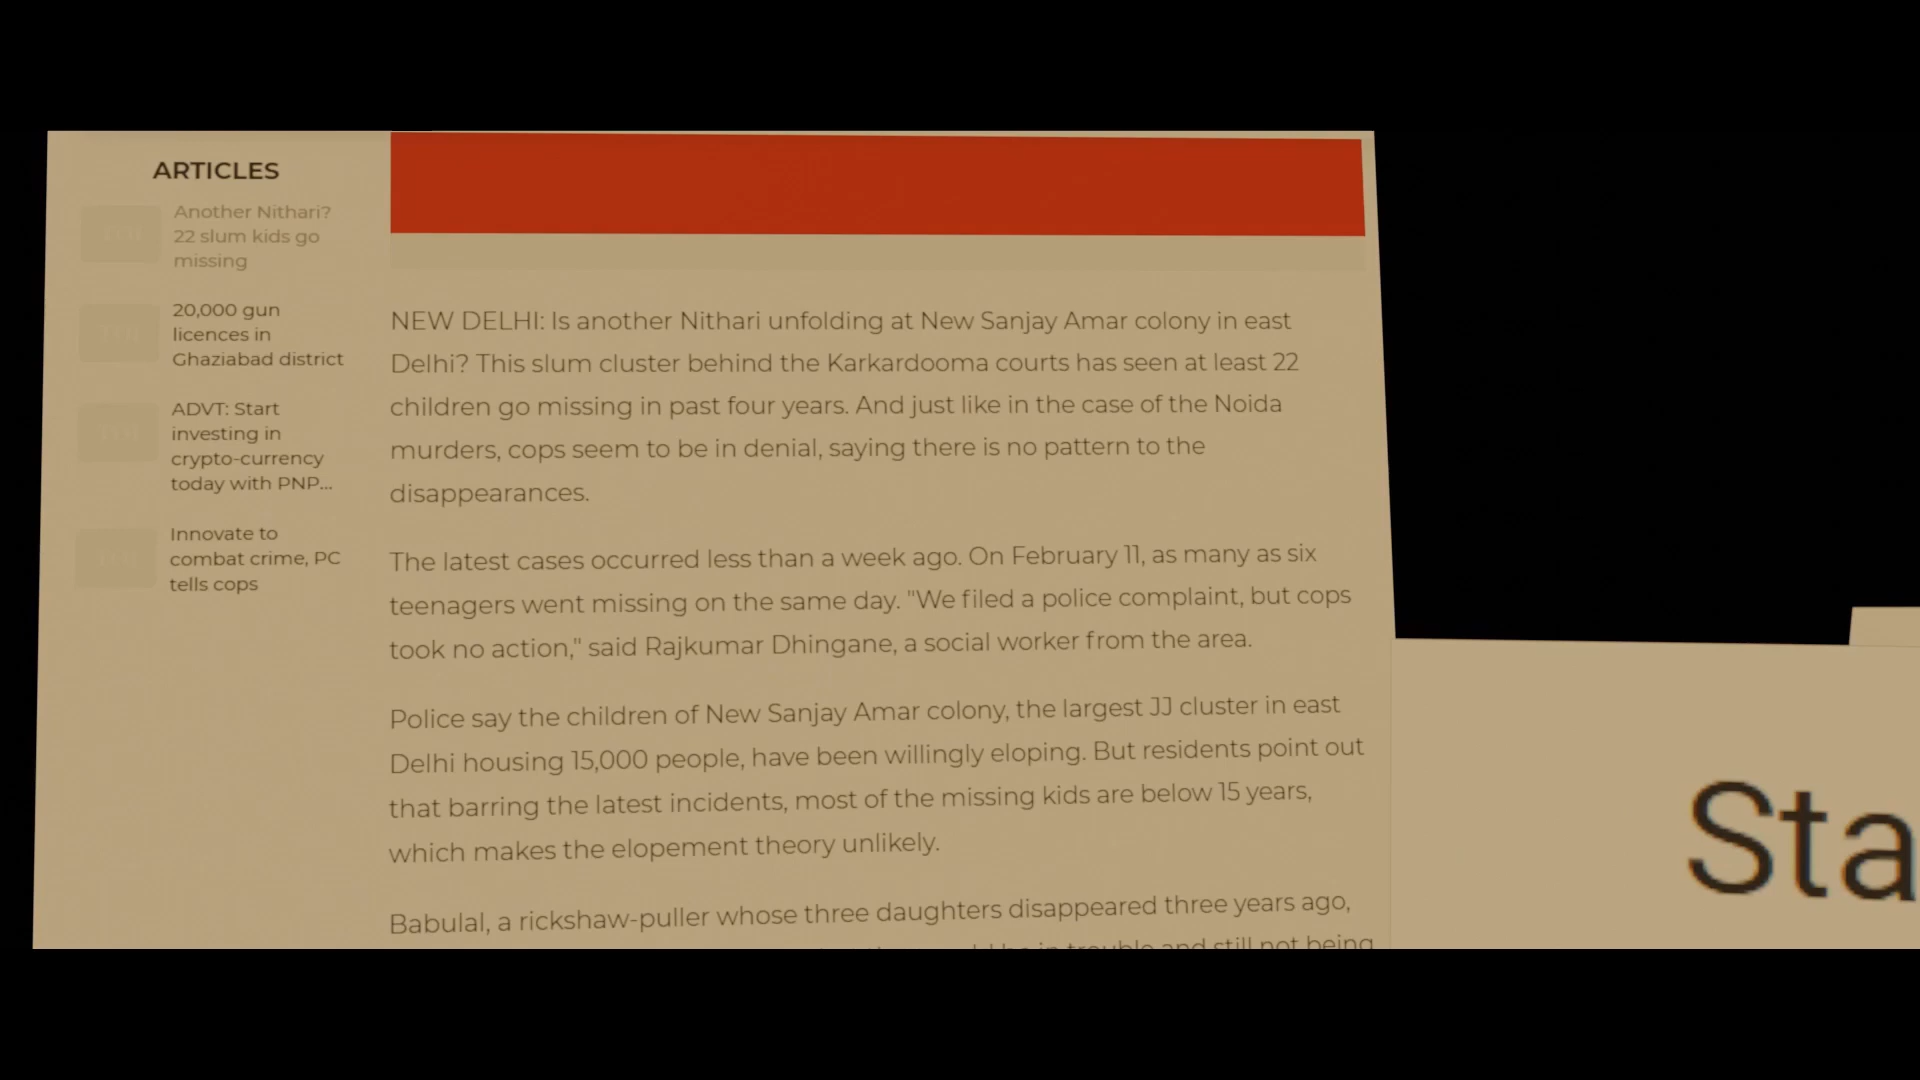 ARTICLES
Another Nithari?
22 slum kids go
missing
20,000 gun
licences in
Ghaziabad district
ADVT: Start
investing in
crypto-currency
today with PNP...
Innovate to
combat crime, PC
tells cops
NEW DELHI: Is another Nithari unfolding at New Sanjay Amar colony in east
Delhi? This slum cluster behind the Karkardooma courts has seen at least 22
children go missing in past four years. And just like in the case of the Noida
murders, cops seem to be in denial, saying there is no pattern to the
disappearances.
The latest cases occurred less than a week ago. On February 11, as many as six
teenagers went missing on the same day. "We filed a police complaint, but cops
took no action," said Rajkumar Dhingane, a social worker from the area.
Police say the children of New Sanjay Amar colony, the largest JJ cluster in east
Delhi housing 15,000 people, have been willingly eloping. But residents point out
that barring the latest incidents, most of the missing kids are below 15 years,
which makes the elopement theory unlikely.
Babulal, a rickshaw-puller whose three daughters disappeared three years ago,
be in trouble and still not being
Sta